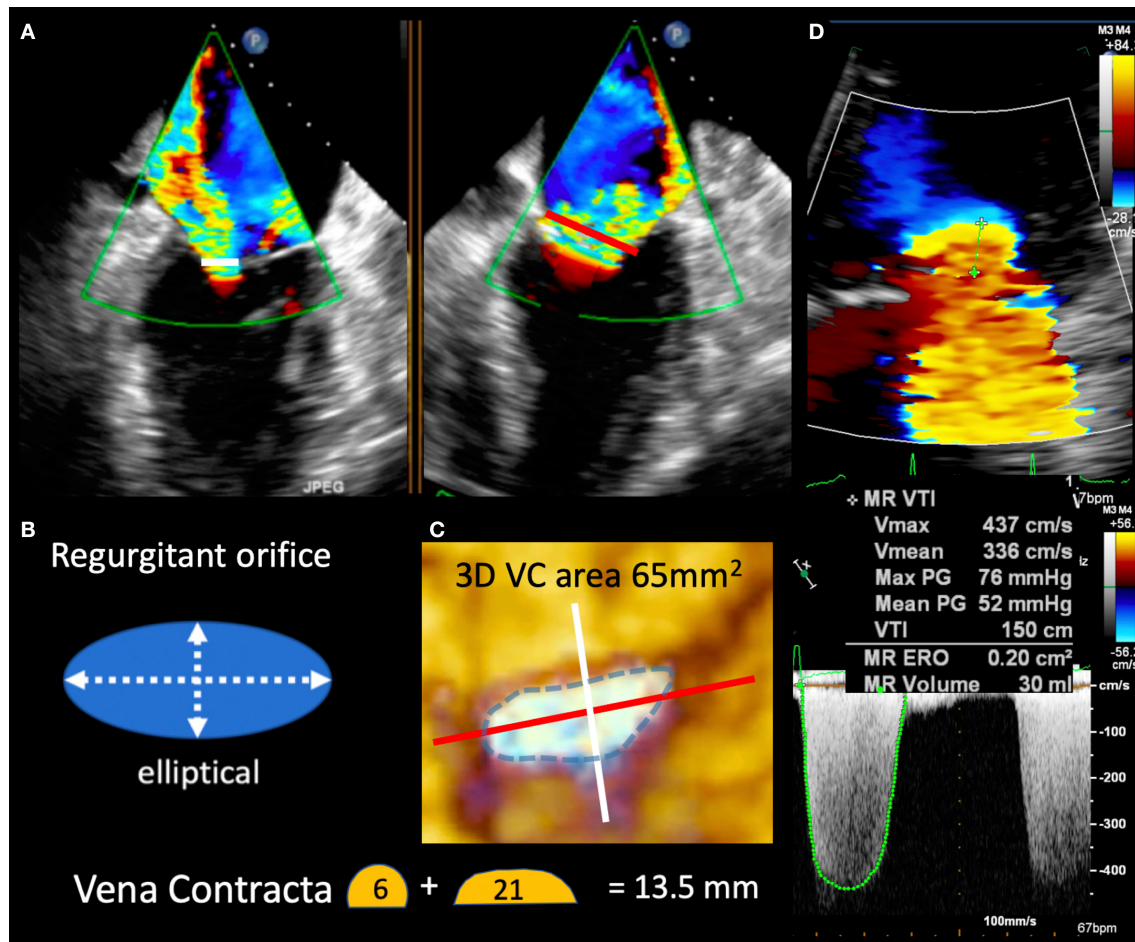 A
P
P
JPEG
B
Regurgitant orifice
elliptical
C
3D VC area 65mm²
Vena Contracta 6 + 21 = 13.5 mm
D
M3 M4
-28.
cm/s
7bpm
MR VTI
Vmax 437 cm/s
Vmean 336 cm/s
Max PG 76 mmHg
Mean PG 52 mmHg
VTI 150 cm
MR ERO 0.20 cm²
MR Volume 30 ml
M3 M4
+56.
-56.
cm/s
cm/s
-100
-200
-300
-400
100mm/s
67bpm